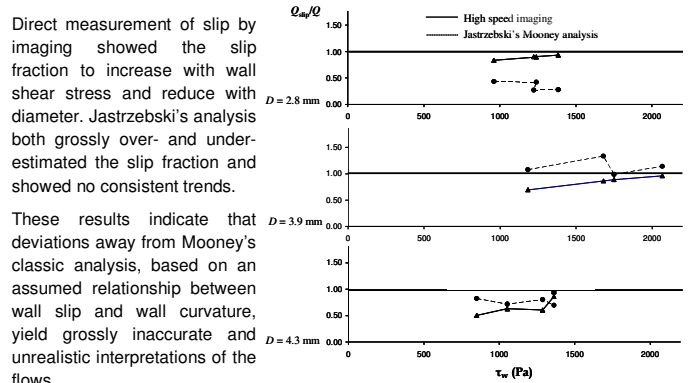 Direct measurement of slip by
imaging showed the slip
fraction to increase with wall
shear stress and reduce with
diameter. Jastrzebski's analysis
both grossly over- and under-
estimated the slip fraction and
showed no consistent trends.
These results indicate that
deviations away from Mooney's
classic analysis, based on an
assumed relationship between
wall slip and wall curvature,
yield grossly inaccurate and
unrealistic interpretations of the
flows.
Qslip/Q
High speed imaging
Jastrzebski's Mooney analysis
1.50
1.00
0.50
0.00
D = 2.8 mm
0
500
1000
1500
2000
1.50
1.00
0.50
0.00
D = 3.9 mm
0
500
1000
1500
2000
1.50
1.00
0.50
0.00
D = 4.3 mm
0
500
1000
1500
2000
τw (Pa)